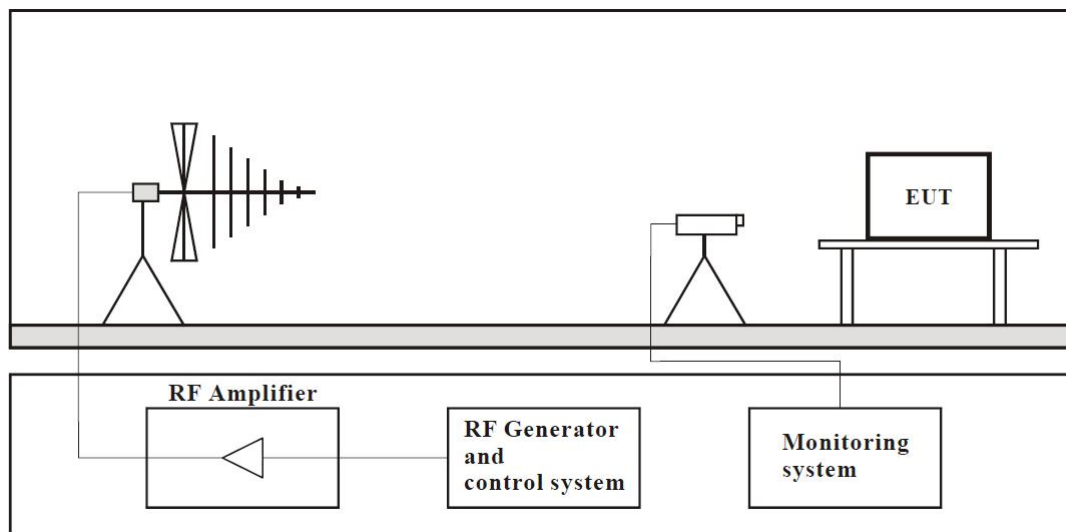 EUT
RF Amplifier
RF Generator
and
control system
Monitoring
system